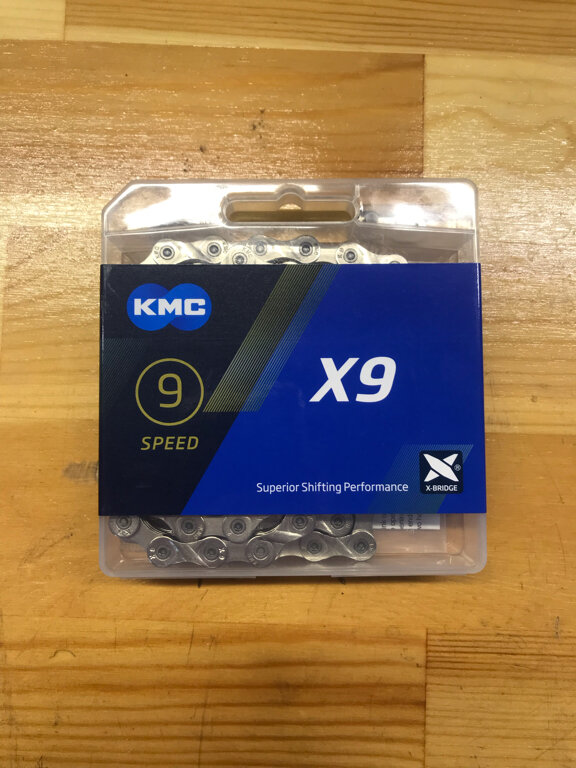 KMC
9
SPEED
X9
Superior Shifting Performance
X-BRIDGE
®